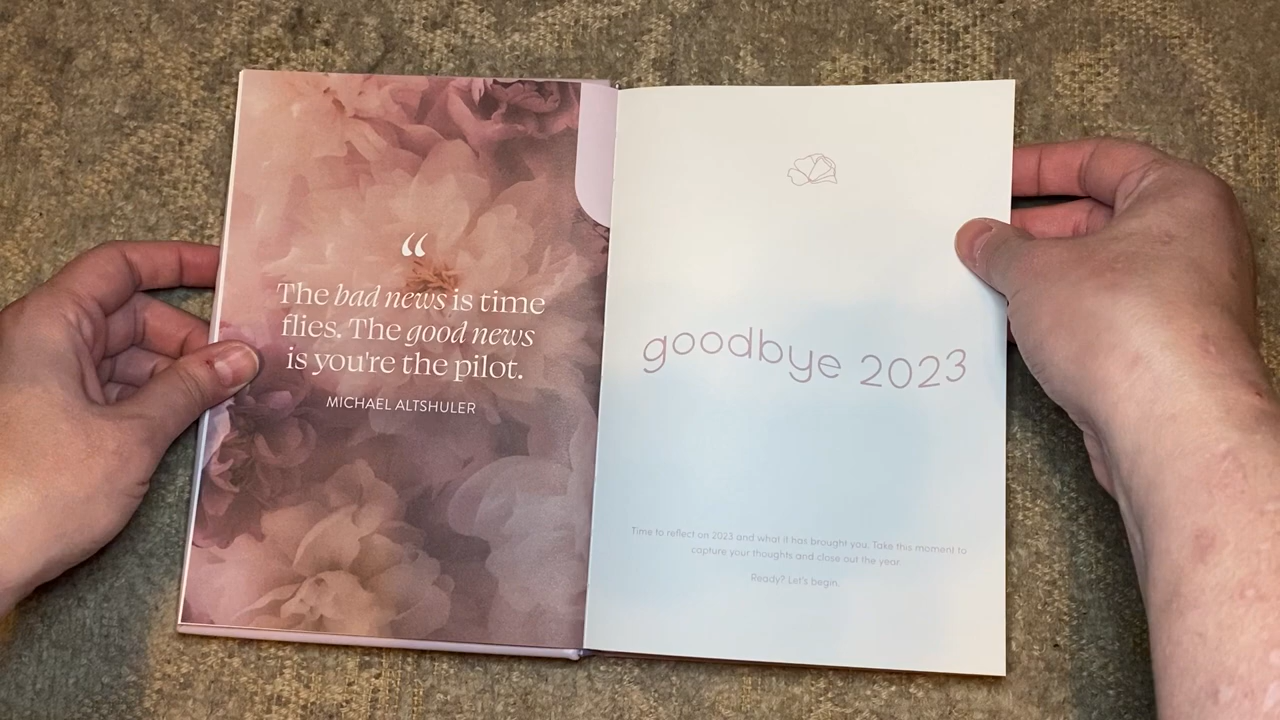 “
The bad news is time
flies. The good news
is you're the pilot.
MICHAEL ALTSHULER
goodbye 2023
Time to reflect on 2023 and what it has brought you. Take this moment to
capture your thoughts and close out the year.
Ready? Let's begin.